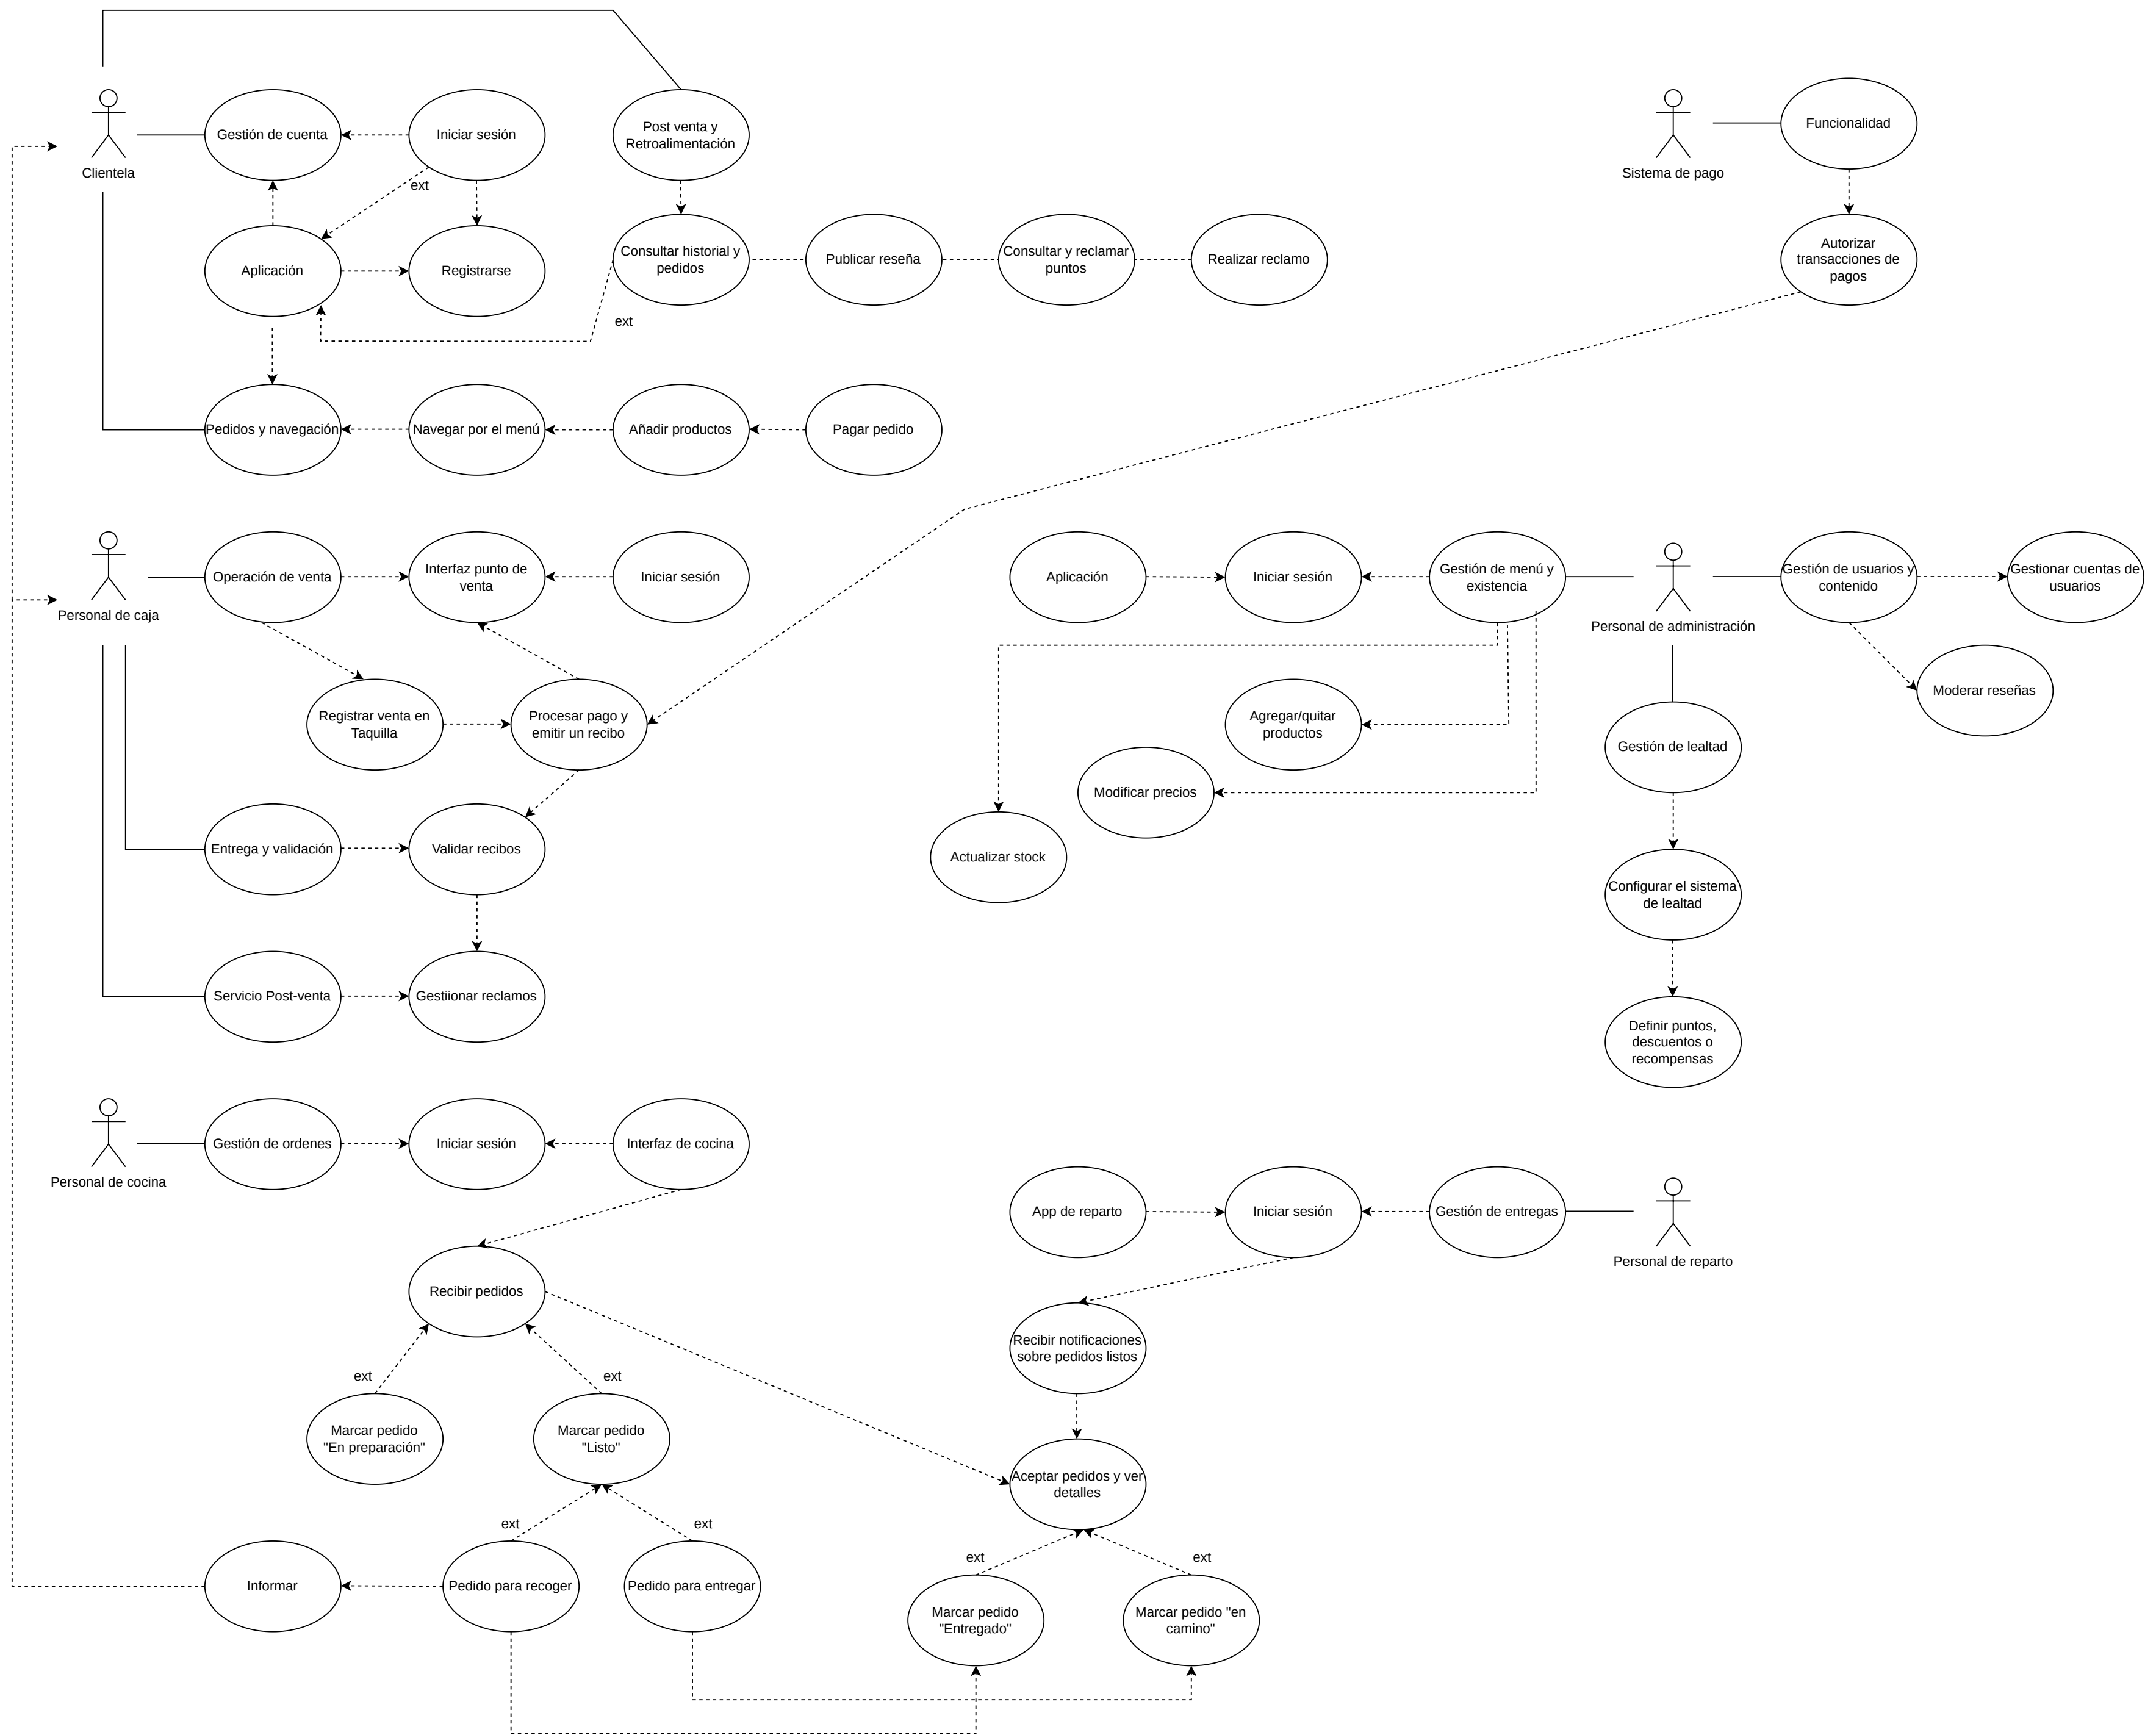 Clientela
Gestión de cuenta
Iniciar sesión
Post venta y
Retroalimentación
Sistema de pago
Funcionalidad
ext
Aplicación
Registrarse
Consultar historial y
pedidos
Publicar reseña
Consultar y reclamar
puntos
Realizar reclamo
Autorizar
transacciones de
pagos
ext
Pedidos y navegación
Navegar por el menú
Añadir productos
Pagar pedido
Personal de caja
Operación de venta
Interfaz punto de
venta
Iniciar sesión
Aplicación
Iniciar sesión
Gestión de menú y
existencia
Personal de administración
Gestión de usuarios y
contenido
Gestionar cuentas de
usuarios
Registrar venta en
Taquilla
Procesar pago y
emitir un recibo
Agregar/quitar
productos
Moderar reseñas
Gestión de lealtad
Modificar precios
Entrega y validación
Validar recibos
Actualizar stock
Configurar el sistema
de lealtad
Servicio Post-venta
Gestiionar reclamos
Definir puntos,
descuentos o
recompensas
Personal de cocina
Gestión de ordenes
Iniciar sesión
Interfaz de cocina
App de reparto
Iniciar sesión
Gestión de entregas
Personal de reparto
Recibir pedidos
Recibir notificaciones
sobre pedidos listos
ext
ext
Marcar pedido
"En preparación"
Marcar pedido
"Listo"
Aceptar pedidos y ver
detalles
ext
ext
ext
ext
Informar
Pedido para recoger
Pedido para entregar
Marcar pedido
"Entregado"
Marcar pedido "en
camino"